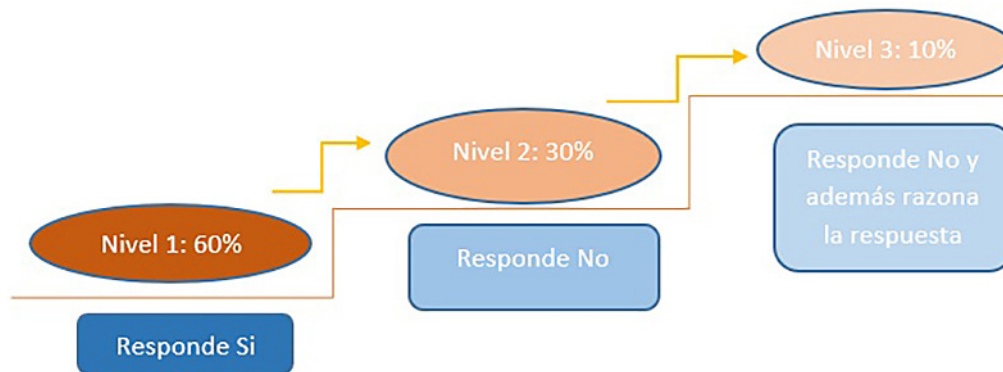 Nivel 1: 60%
Responde Si
Nivel 2: 30%
Responde No
Nivel 3: 10%
Responde No y
además razona
la respuesta